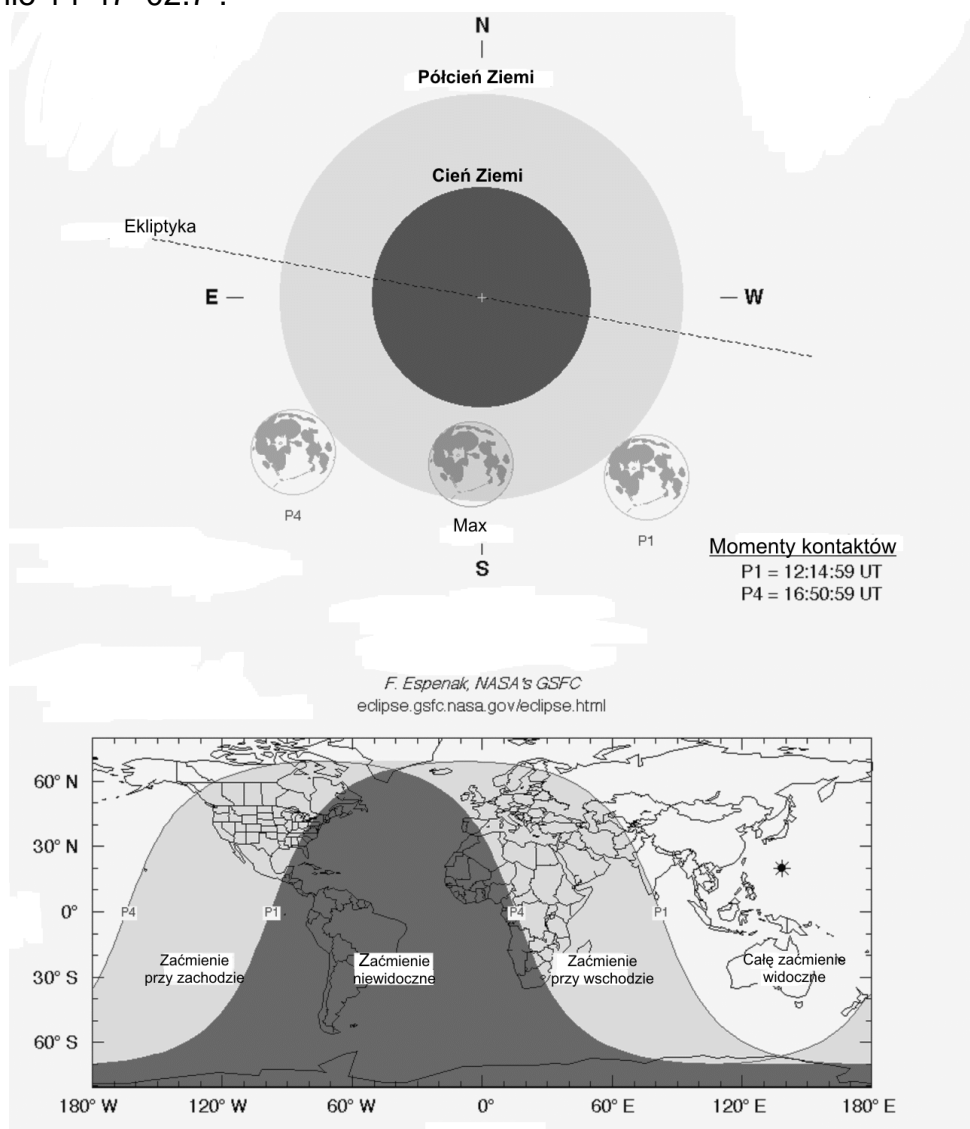 N
Półcień Ziemi
Cień Ziemi
Ekliptyka
E
W
P4
Max
P1
S
Momenty kontaktów
P1 = 12:14:59 UT
P4 = 16:50:59 UT
F. Espenak, NASA's GSFC
eclipse.gsfc.nasa.gov/eclipse.html
60° N
30° N
0°
30° S
60° S
P4
P1
P4
P1
Zaćmienie
przy zachodzie
Zaćmienie
niewidoczne
Zaćmienie
przy wschodzie
Całę zaćmienie
widoczne
180° W
120° W
60° W
0°
60° E
120° E
180° E